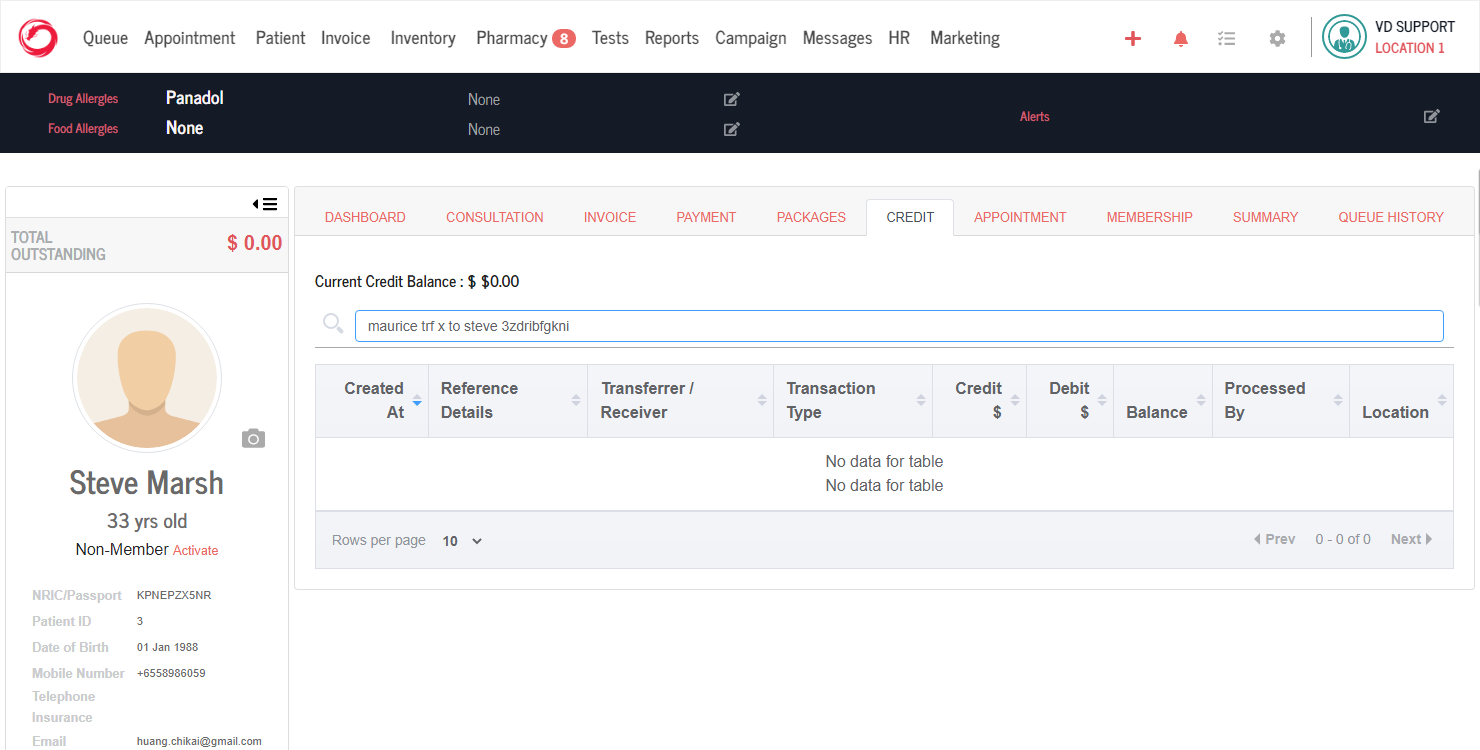 Queue Appointment Patient Invoice Inventory Pharmacy 8 Tests Reports Campaign Messages HR Marketing
VD SUPPORT
LOCATION 1
Drug Allergies Panadol None
Food Allergies None None
Alerts
TOTAL
OUTSTANDING
$ 0.00
Steve Marsh
33 yrs old
Non-Member Activate
NRIC/Passport KPNEPZX5NR
Patient ID 3
Date of Birth 01 Jan 1988
Mobile Number +6558986059
Telephone
Insurance
Email huang.chikai@gmail.com
DASHBOARD CONSULTATION INVOICE PAYMENT PACKAGES CREDIT APPOINTMENT MEMBERSHIP SUMMARY QUEUE HISTORY
Current Credit Balance : $ $0.00
maurice trf x to steve 3zdribfgkni
Created At
Reference Details
Transferrer / Receiver
Transaction Type
Credit $
Debit $
Balance
Processed By
Location
No data for table
No data for table
Rows per page 10
Prev 0 - 0 of 0 Next